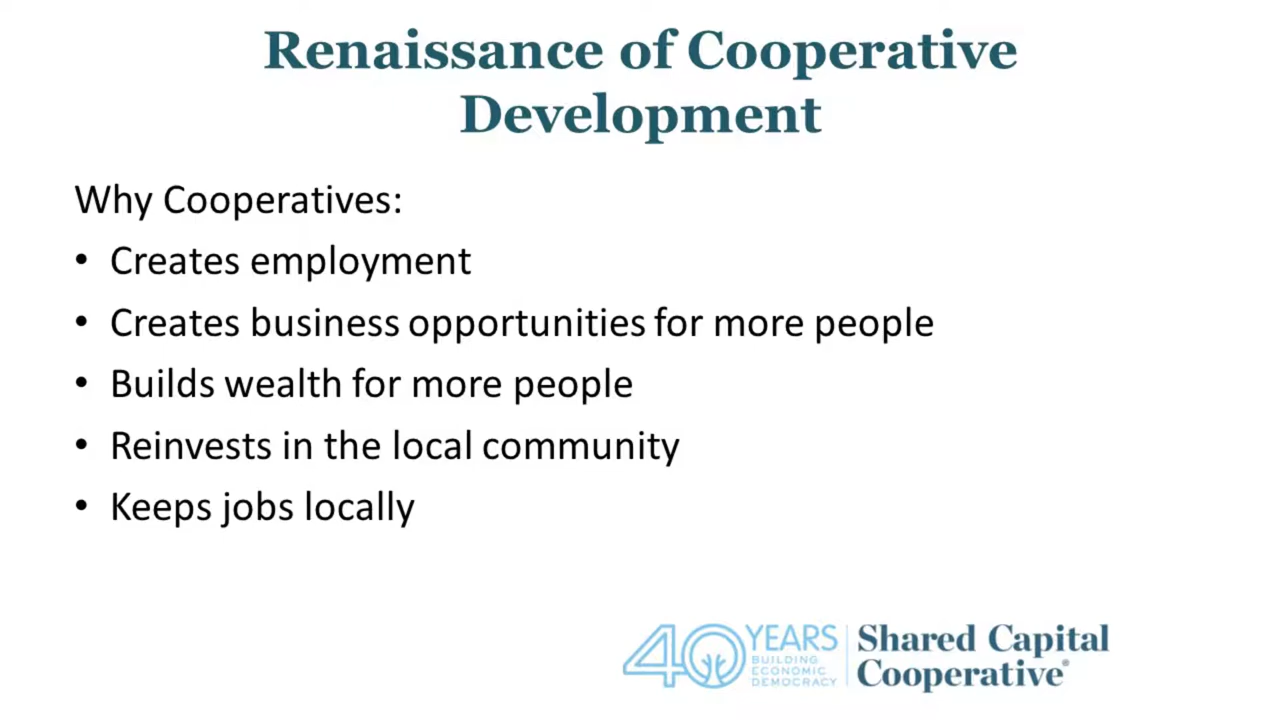 Renaissance of Cooperative
Development
Why Cooperatives:
• Creates employment
• Creates business opportunities for more people
• Builds wealth for more people
• Reinvests in the local community
• Keeps jobs locally
40 YEARS
BUILDING
ECONOMIC
DEMOCRACY
Shared Capital
Cooperative®